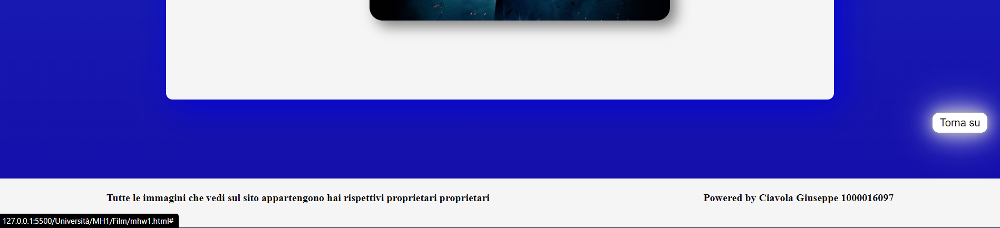 Torna su
Tutte le immagini che vedi sul sito appartengono hai rispettivi proprietari proprietari
Powered by Ciavola Giuseppe 1000016097
127.0.0.1:5500/Università/MH1/Film/mhw1.html#